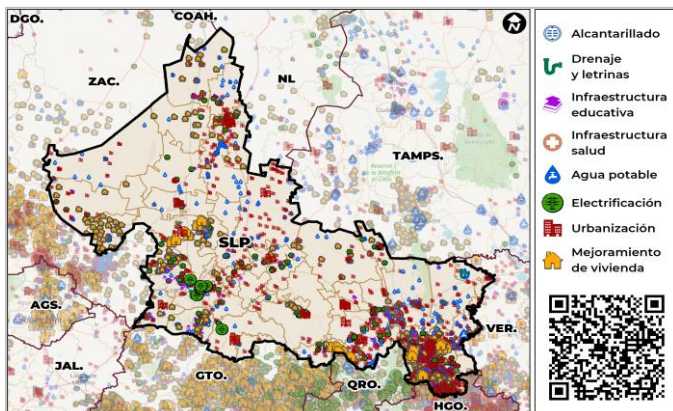 DGO.
COAH.
ZAC.
NL
TAMPS.
SLP
AGS.
VER.
JAL.
GTO.
QRO.
HGO.
Alcantarillado
Drenaje
y letrinas
Infraestructura
educativa
Infraestructura
salud
Agua potable
Electrificación
Urbanización
Mejoramiento
de vivienda